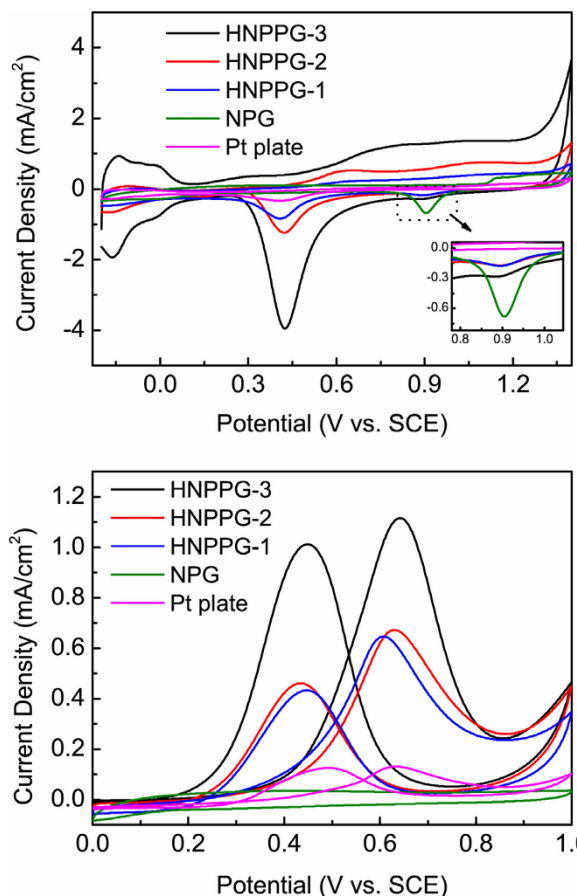 4
2
0
-2
-4
Current Density (mA/cm²)
HNPPG-3
HNPPG-2
HNPPG-1
NPG
Pt plate
0.0
-0.3
-0.6
0.8 0.9 1.0
0.0 0.3 0.6 0.9 1.2
Potential (V vs. SCE)
1.2
1.0
0.8
0.6
0.4
0.2
0.0
Current Density (mA/cm²)
HNPPG-3
HNPPG-2
HNPPG-1
NPG
Pt plate
0.0 0.2 0.4 0.6 0.8 1.0
Potential (V vs. SCE)